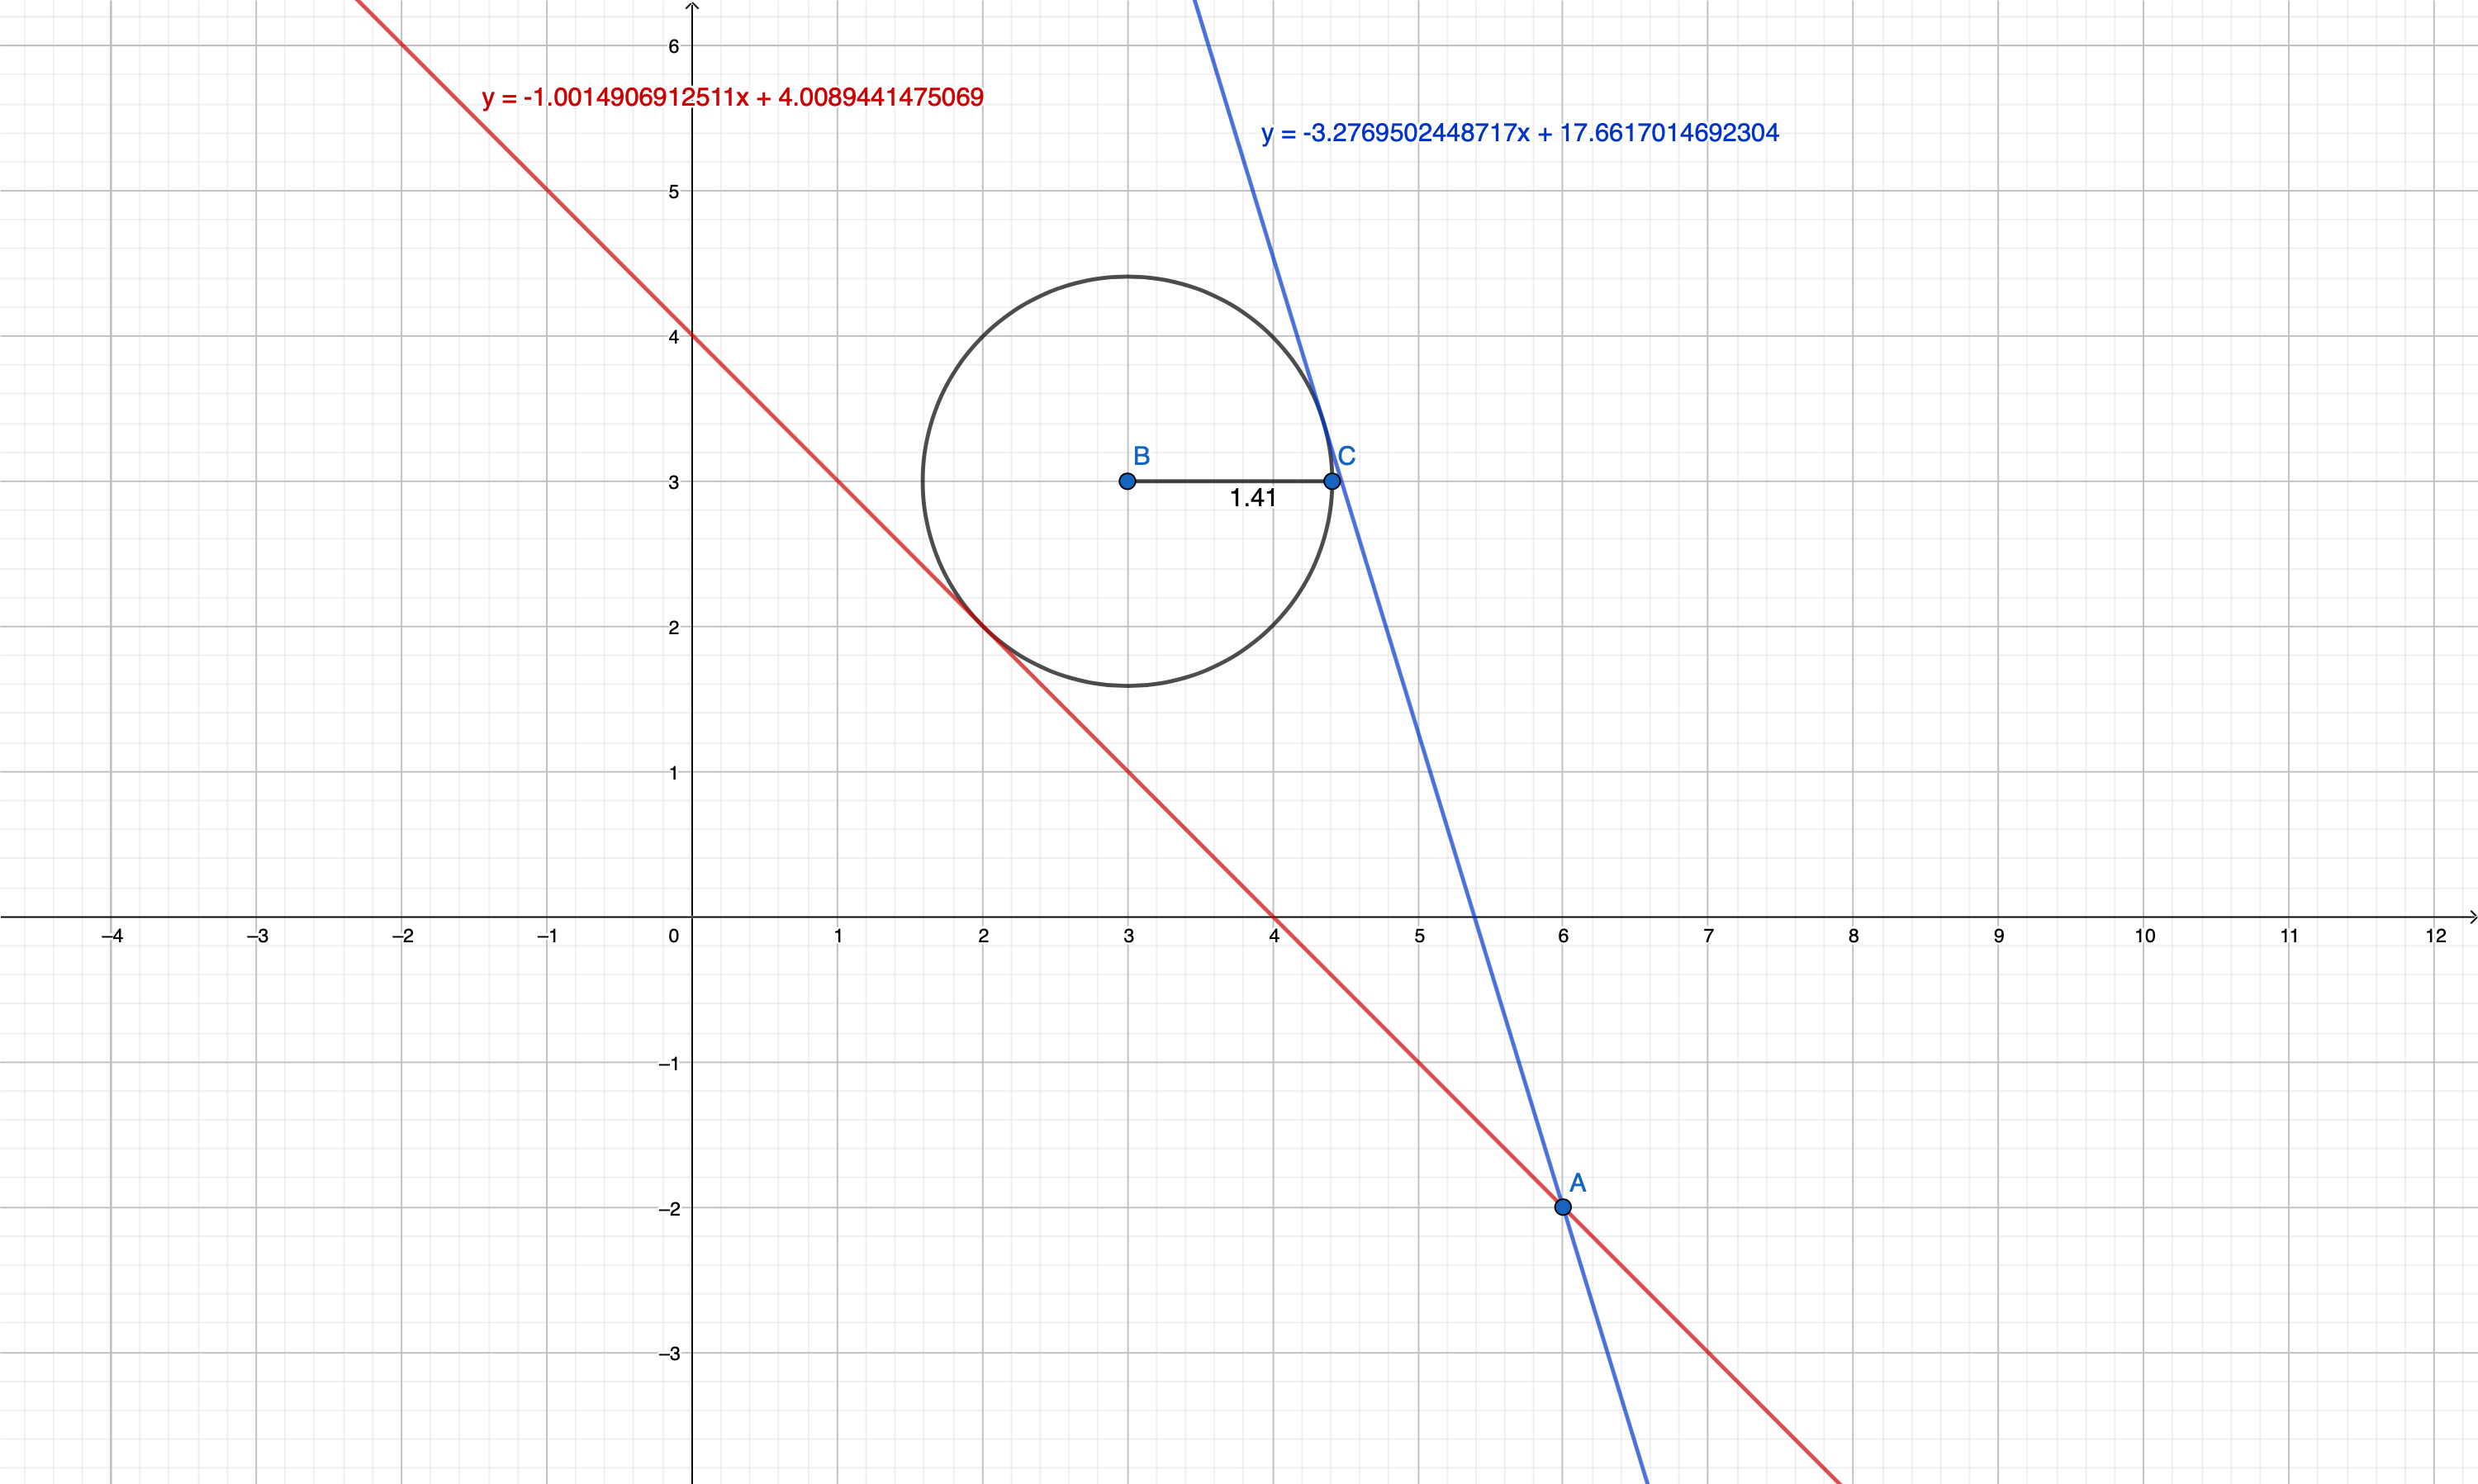 6
y = -1.0014906912511x + 4.0089441475069
y = -3.2769502448717x + 17.6617014692304
5
4
B
C
3
1.41
2
1
–4 –3 –2 –1 0 1 2 3 4 5 6 7 8 9 10 11 12
–1
A
–2
–3